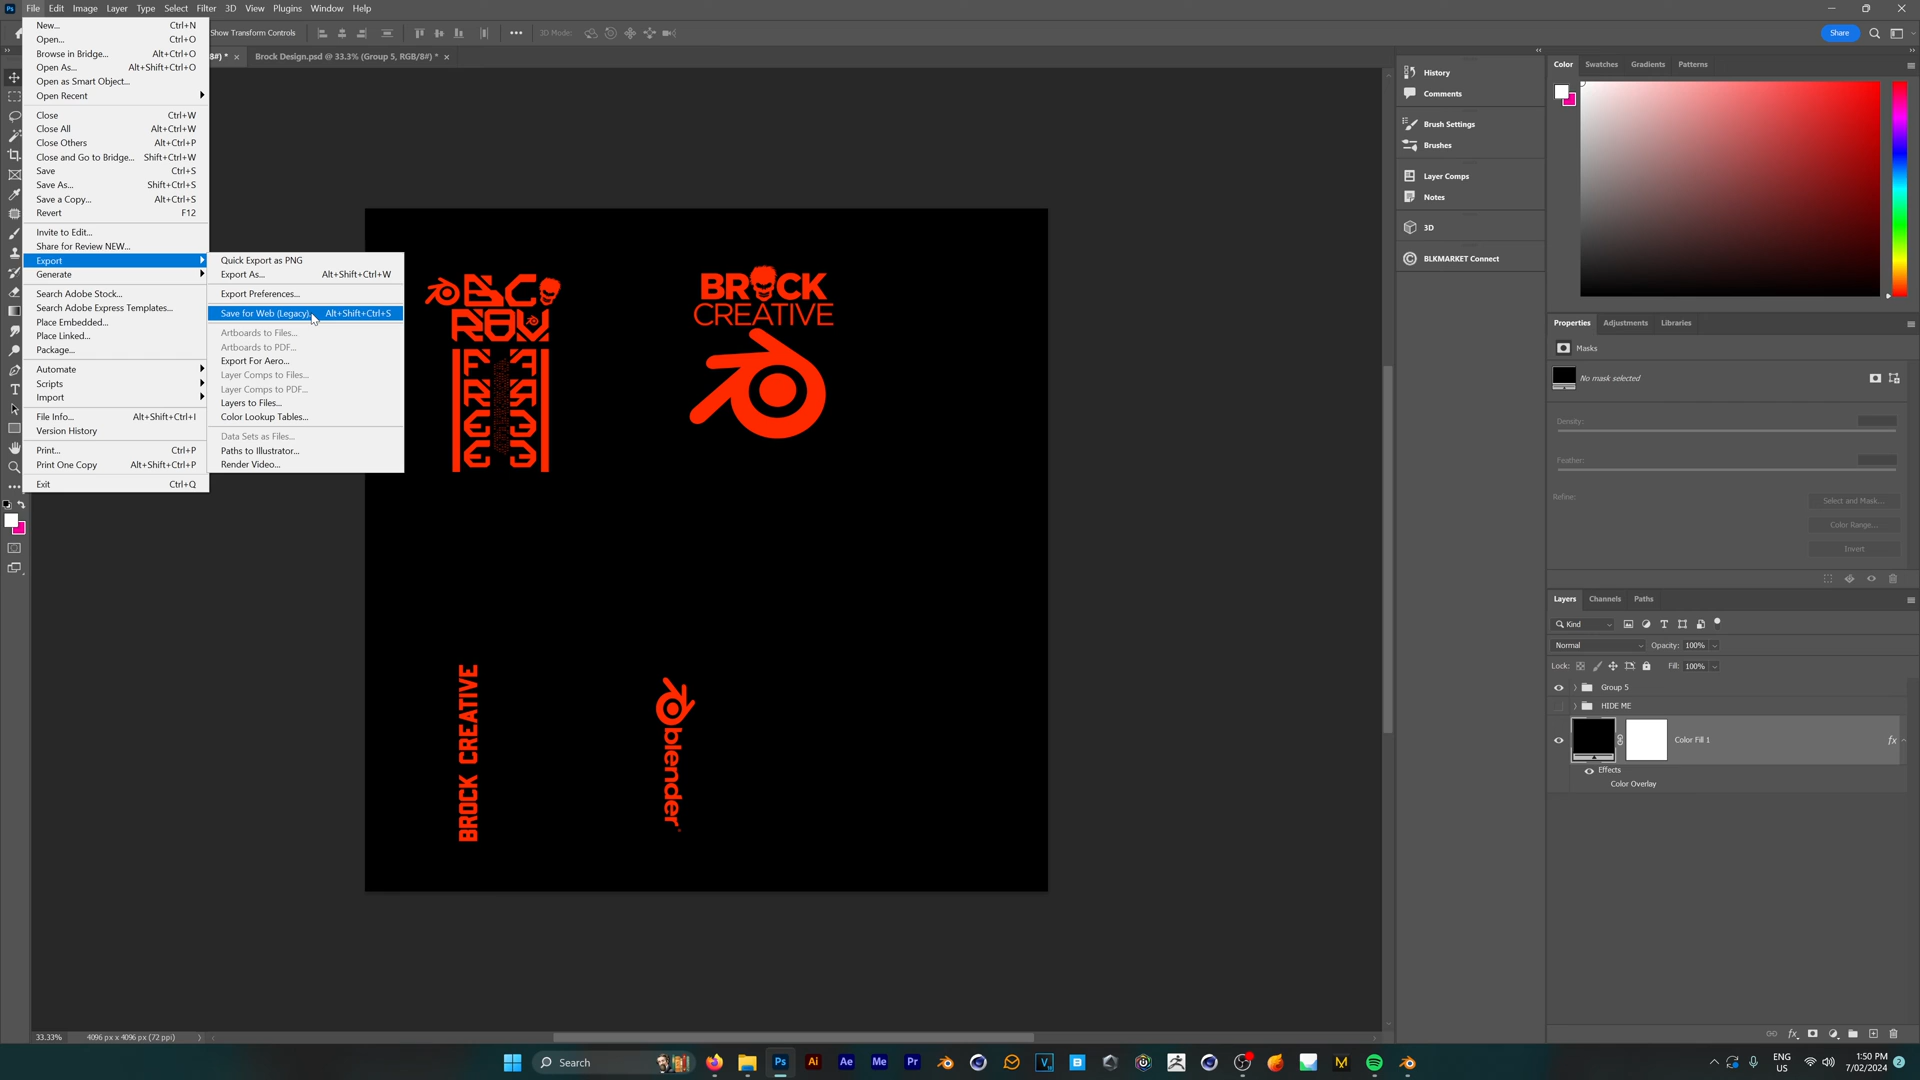 File Edit Image Layer Type Select Filter 3D View Plugins Window Help
Show Transform Controls
3D Mode:
Share
8#) * ×
Brock Design.psd @ 33.3% (Group 5, RGB/8#) * ×
New... Ctrl+N
Open... Ctrl+O
Browse in Bridge... Alt+Ctrl+O
Open As... Alt+Shift+Ctrl+O
Open as Smart Object...
Open Recent
Close Ctrl+W
Close All Alt+Ctrl+W
Close Others Alt+Ctrl+P
Close and Go to Bridge... Shift+Ctrl+W
Save Ctrl+S
Save As... Shift+Ctrl+S
Save a Copy... Alt+Ctrl+S
Revert F12
Invite to Edit...
Share for Review NEW...
Export
Generate
Search Adobe Stock...
Search Adobe Express Templates...
Place Embedded...
Place Linked...
Package...
Automate
Scripts
Import
File Info... Alt+Shift+Ctrl+I
Version History
Print... Ctrl+P
Print One Copy Alt+Shift+Ctrl+P
Exit Ctrl+Q
Quick Export as PNG
Export As... Alt+Shift+Ctrl+W
Export Preferences...
Save for Web (Legacy)... Alt+Shift+Ctrl+S
Artboards to Files...
Artboards to PDF...
Export For Aero...
Layer Comps to Files...
Layer Comps to PDF...
Layers to Files...
Color Lookup Tables...
Data Sets as Files...
Paths to Illustrator...
Render Video...
BROCK
CREATIVE
BROCK CREATIVE
blender
History
Comments
Brush Settings
Brushes
Layer Comps
Notes
3D
BLKMARKET Connect
Color Swatches Gradients Patterns
Properties Adjustments Libraries
Masks
No mask selected
Density:
Feather:
Refine:
Select and Mask...
Color Range...
Invert
Layers Channels Paths
Kind
Normal Opacity: 100%
Lock: Fill: 100%
Group 5
HIDE ME
Color Fill 1 fx
Effects
Color Overlay
33.33% 4096 px x 4096 px (72 ppi)
Search
Ps Ai Ae Me Pr
ENG
US
1:50 PM
7/02/2024
2